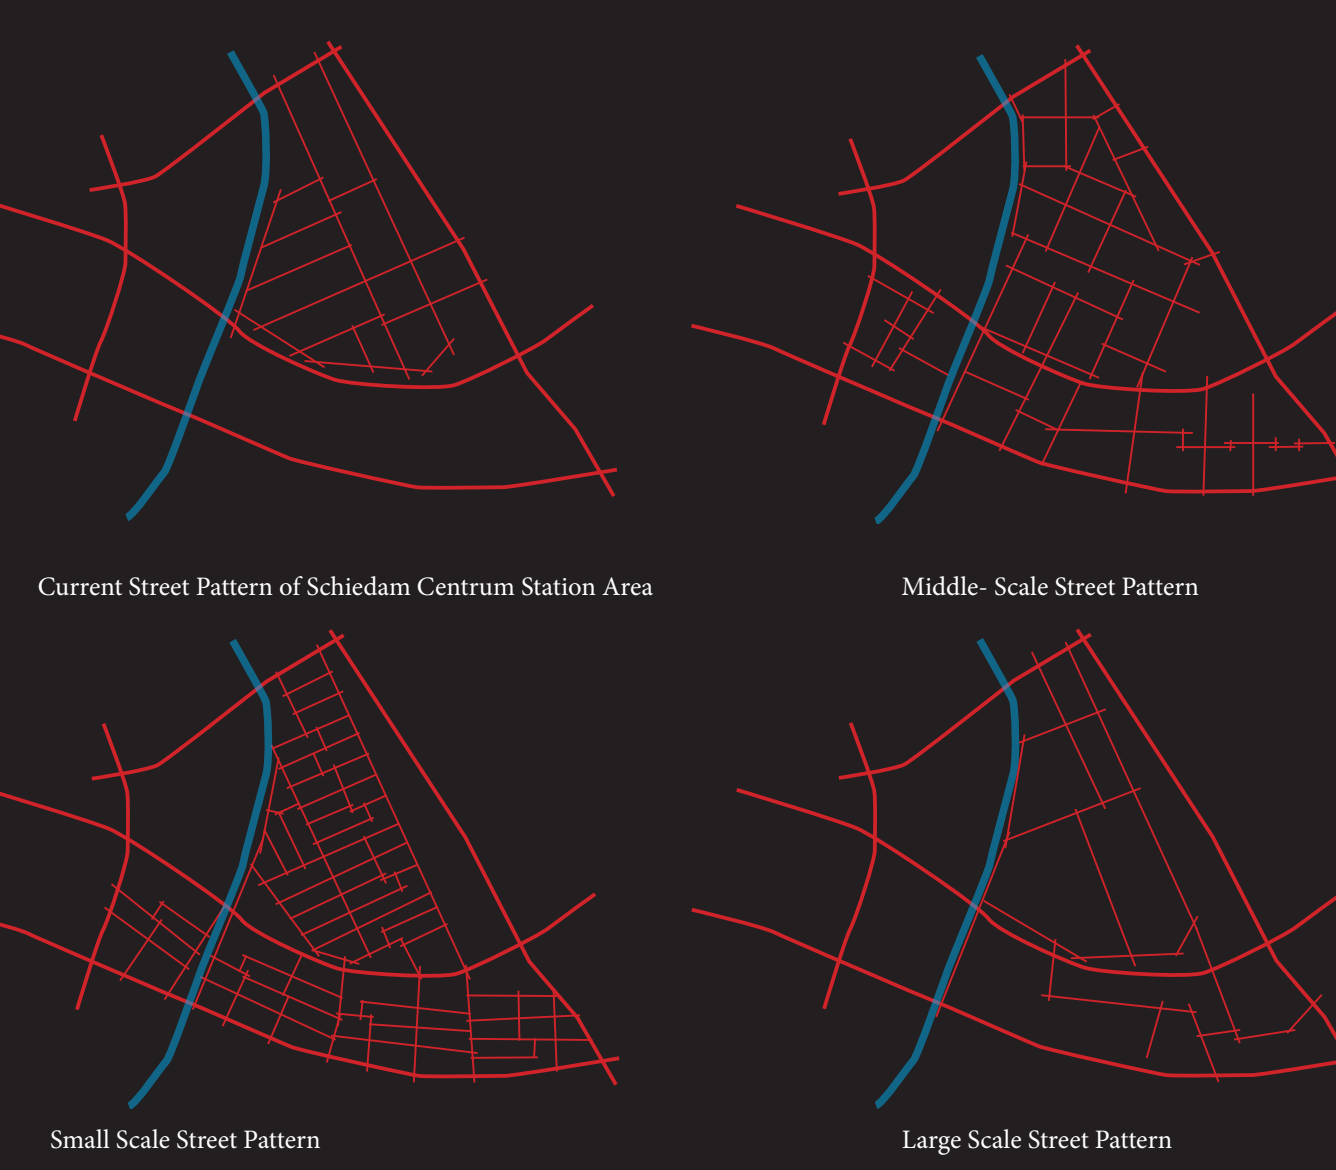 Current Street Pattern of Schiedam Centrum Station Area
Middle- Scale Street Pattern
Small Scale Street Pattern
Large Scale Street Pattern